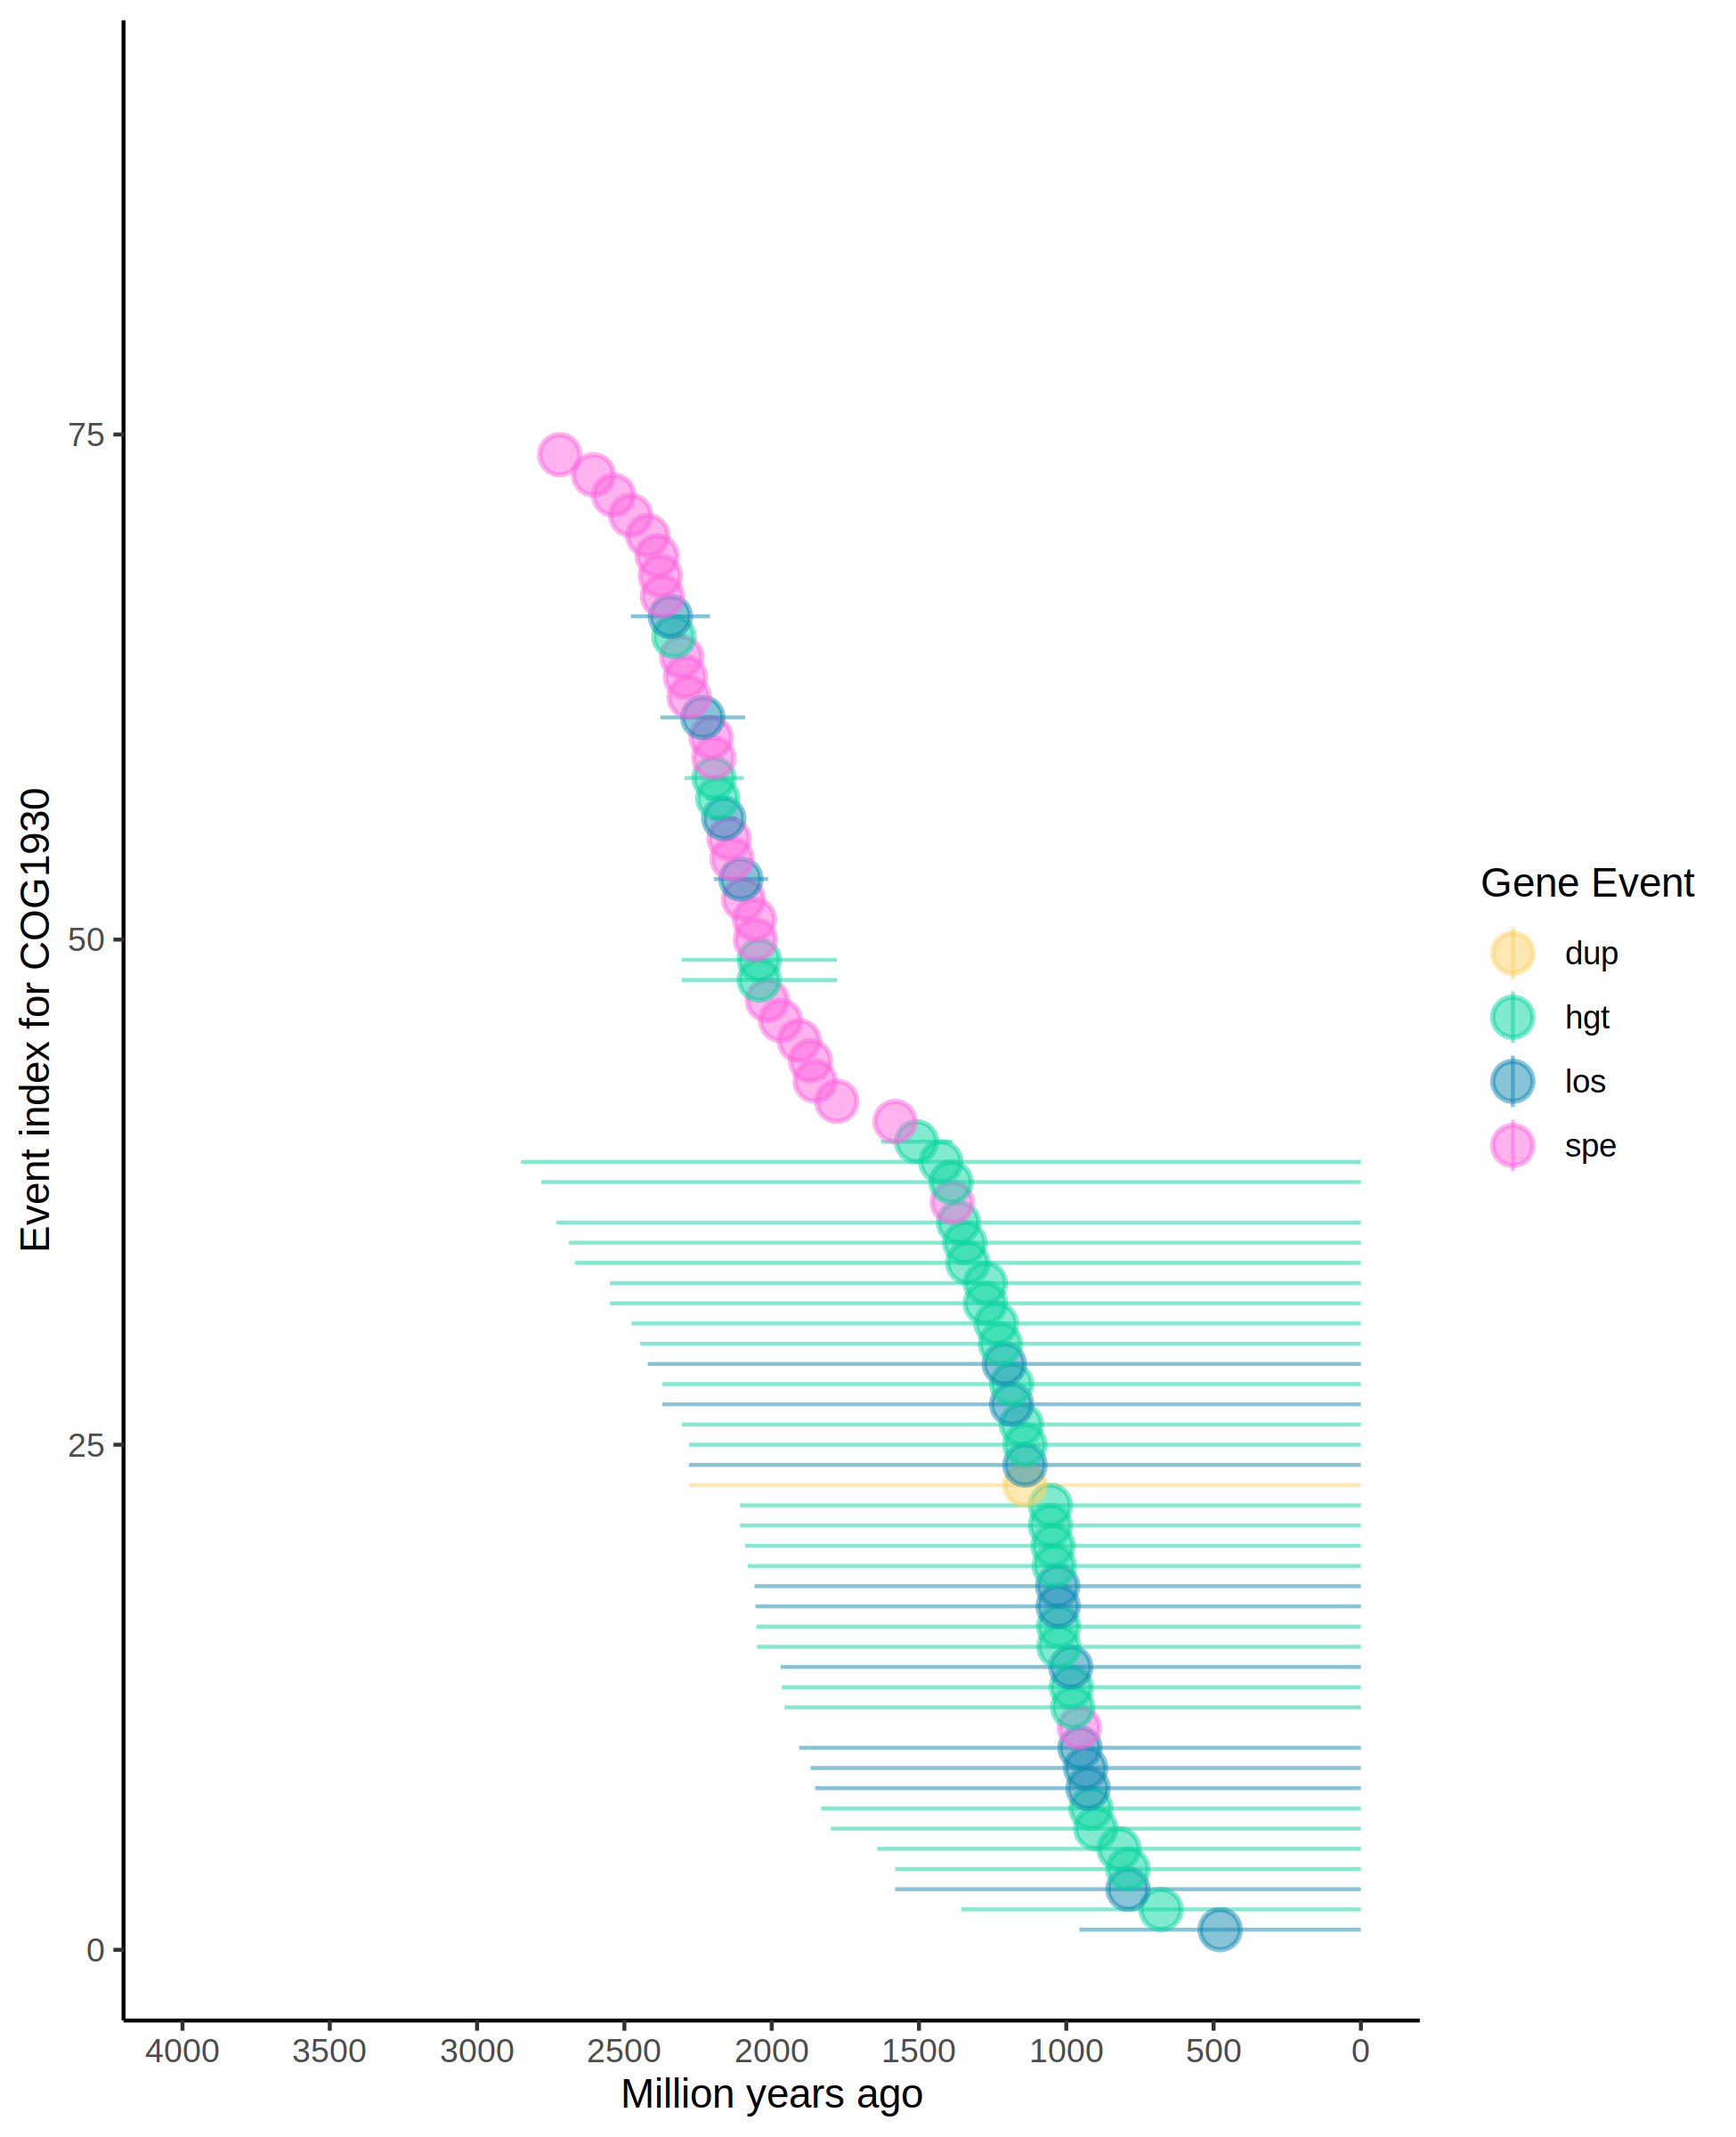 Event index for COG1930
75
50
25
0
4000 3500 3000 2500 2000 1500 1000 500 0
Million years ago
Gene Event
dup
hgt
los
spe